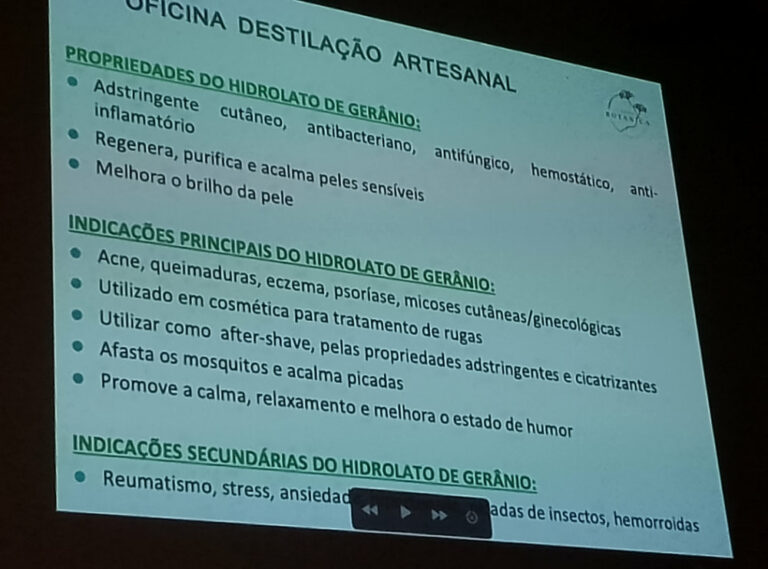 OFICINA DESTILAÇÃO ARTESANAL
BOTANICA
PROPRIEDADES DO HIDROLATO DE GERÂNIO:
Adstringente cutâneo, antibacteriano, antifúngico, hemostático, anti-
inflamatório
Regenera, purifica e acalma peles sensíveis
Melhora o brilho da pele
INDICAÇÕES PRINCIPAIS DO HIDROLATO DE GERÂNIO:
Acne, queimaduras, eczema, psoríase, micoses cutâneas/ginecológicas
Utilizado em cosmética para tratamento de rugas
Utilizar como after-shave, pelas propriedades adstringentes e cicatrizantes
Afasta os mosquitos e acalma picadas
Promove a calma, relaxamento e melhora o estado de humor
INDICAÇÕES SECUNDÁRIAS DO HIDROLATO DE GERÂNIO:
Reumatismo, stress, ansiedad adas de insectos, hemorroidas